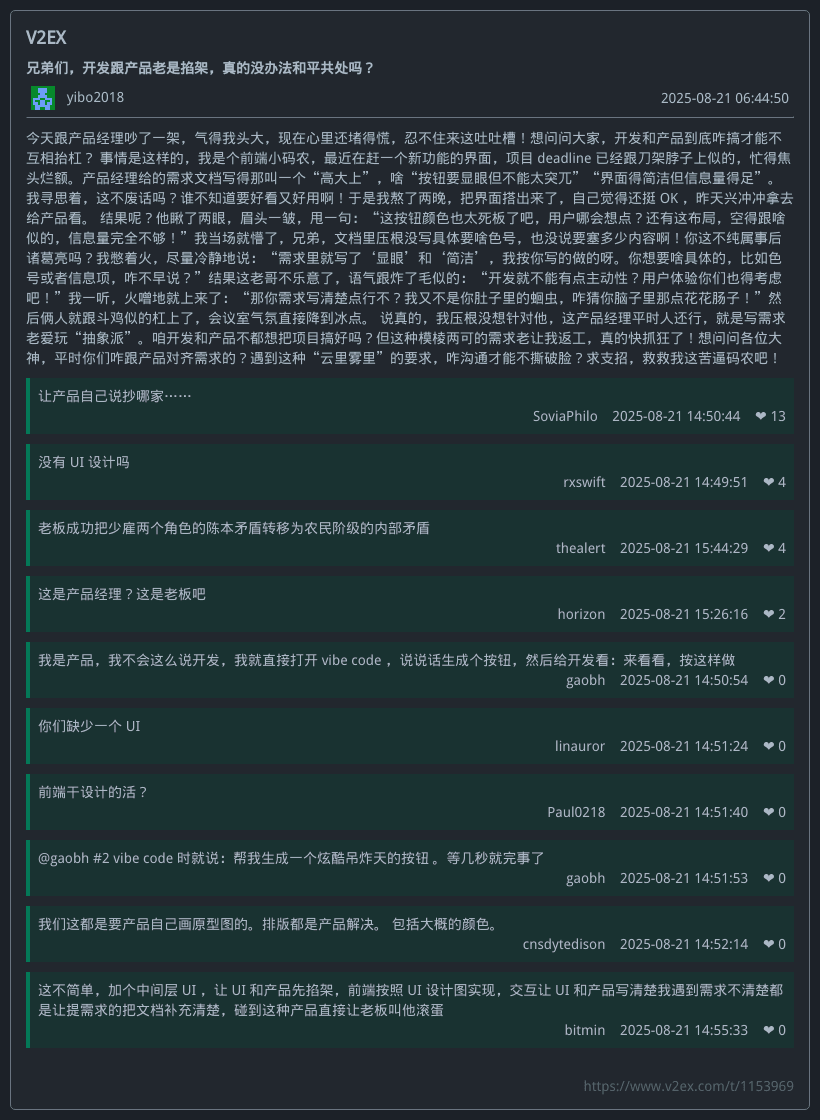 V2EX
兄弟们，开发跟产品老是掐架，真的没办法和平共处吗？
yibo2018 2025-08-21 06:44:50
今天跟产品经理吵了一架，气得我头大，现在心里还堵得慌，忍不住来这吐吐槽！想问问大家，开发和产品到底咋搞才能不
互相抬杠？ 事情是这样的，我是个前端小码农，最近在赶一个新功能的界面，项目 deadline 已经跟刀架脖子上似的，忙得焦
头烂额。产品经理给的需求文档写得那叫一个“高大上”，啥“按钮要显眼但不能太突兀”“界面得简洁但信息量得足”。
我寻思着，这不废话吗？谁不知道要好看又好用啊！于是我熬了两晚，把界面搭出来了，自己觉得还挺 OK ，昨天兴冲冲拿去
给产品看。 结果呢？他瞅了两眼，眉头一皱，甩一句：“这按钮颜色也太死板了吧，用户哪会想点？还有这布局，空得跟啥
似的，信息量完全不够！”我当场就懵了，兄弟，文档里压根没写具体要啥色号，也没说要塞多少内容啊！你这不纯属事后
诸葛亮吗？我憋着火，尽量冷静地说：“需求里就写了‘显眼’和‘简洁’，我按你写的做的呀。你想要啥具体的，比如色
号或者信息项，咋不早说？”结果这老哥不乐意了，语气跟炸了毛似的：“开发就不能有点主动性？用户体验你们也得考虑
吧！”我一听，火噌地就上来了：“那你需求写清楚点行不？我又不是你肚子里的蛔虫，咋猜你脑子里那点花花肠子！”然
后俩人就跟斗鸡似的杠上了，会议室气氛直接降到冰点。 说真的，我压根没想针对他，这产品经理平时人还行，就是写需求
老爱玩“抽象派”。咱开发和产品不都想把项目搞好吗？但这种模棱两可的需求老让我返工，真的快抓狂了！想问问各位大
神，平时你们咋跟产品对齐需求的？遇到这种“云里雾里”的要求，咋沟通才能不撕破脸？求支招，救救我这苦逼码农吧！
让产品自己说抄哪家……
SoviaPhilo 2025-08-21 14:50:44 ❤ 13
没有 UI 设计吗
rxswift 2025-08-21 14:49:51 ❤ 4
老板成功把少雇两个角色的陈本矛盾转移为农民阶级的内部矛盾
thealert 2025-08-21 15:44:29 ❤ 4
这是产品经理？这是老板吧
horizon 2025-08-21 15:26:16 ❤ 2
我是产品，我不会这么说开发，我就直接打开 vibe code ，说说话生成个按钮，然后给开发看：来看看，按这样做
gaobh 2025-08-21 14:50:54 ❤ 0
你们缺少一个 UI
linauror 2025-08-21 14:51:24 ❤ 0
前端干设计的活？
Paul0218 2025-08-21 14:51:40 ❤ 0
@gaobh #2 vibe code 时就说：帮我生成一个炫酷吊炸天的按钮 。等几秒就完事了
gaobh 2025-08-21 14:51:53 ❤ 0
我们这都是要产品自己画原型图的。排版都是产品解决。 包括大概的颜色。
cnsdytedison 2025-08-21 14:52:14 ❤ 0
这不简单，加个中间层 UI ，让 UI 和产品先掐架，前端按照 UI 设计图实现，交互让 UI 和产品写清楚我遇到需求不清楚都
是让提需求的把文档补充清楚，碰到这种产品直接让老板叫他滚蛋
bitmin 2025-08-21 14:55:33 ❤ 0
https://www.v2ex.com/t/1153969